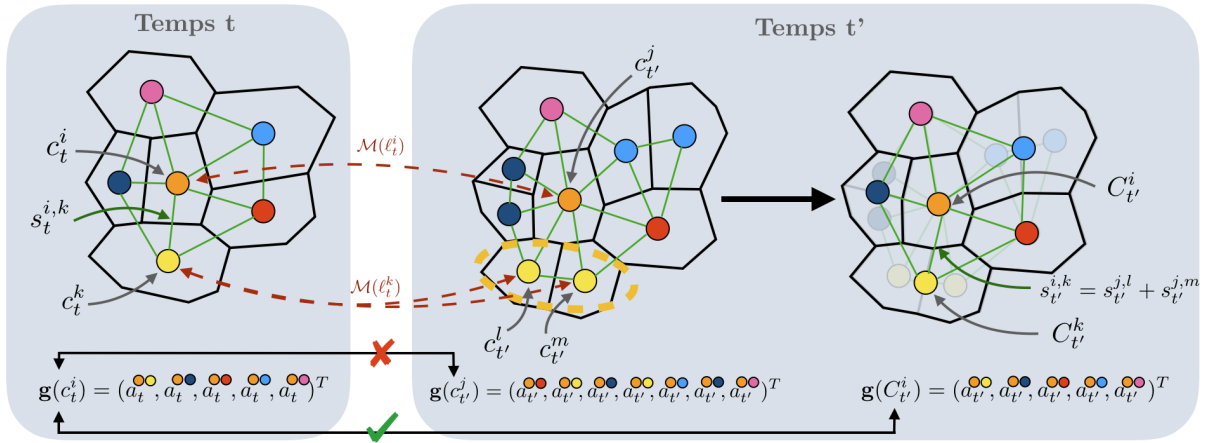 Temps t
Temps t'
c_{t'}^j
c_t^i
M(ℓ_t^i)
C_{t'}^i
s_t^{i,k}
M(ℓ_t^k)
s_{t'}^{i,k} = s_{t'}^{j,l} + s_{t'}^{j,m}
c_t^k
c_{t'}^l
c_{t'}^m
C_{t'}^k
g(c_t^i) = (a_t, a_t, a_t, a_t, a_t)^T
g(c_{t'}^j) = (a_{t'}, a_{t'}, a_{t'}, a_{t'}, a_{t'}, a_{t'}, a_{t'})^T
g(C_{t'}^i) = (a_{t'}, a_{t'}, a_{t'}, a_{t'}, a_{t'})^T